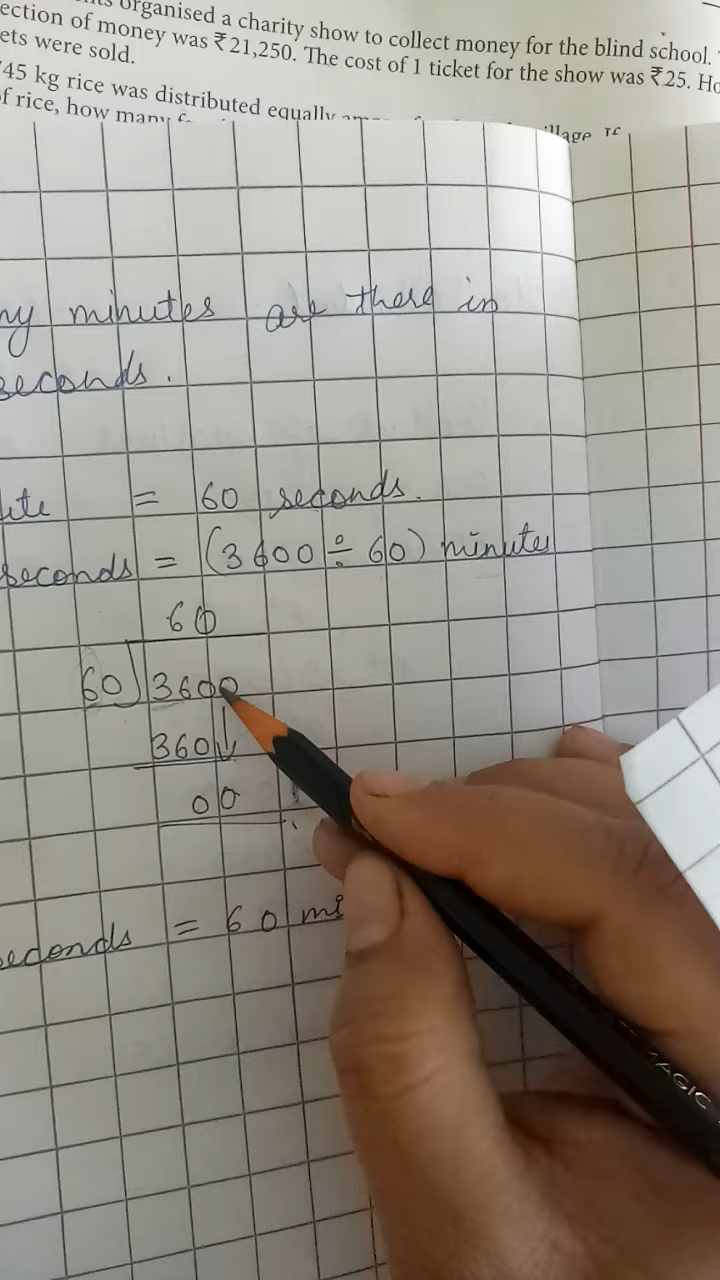 organised a charity show to collect money for the blind school.
ection of money was ₹21,250. The cost of 1 ticket for the show was ₹25. Ho
ets were sold.
45 kg rice was distributed equally
f rice, how many
minutes are there in
seconds.
= 60 seconds.
seconds = (3600 ÷ 60) minutes
60
60)3600
360↓
00
seconds = 60 mi
MAGIC